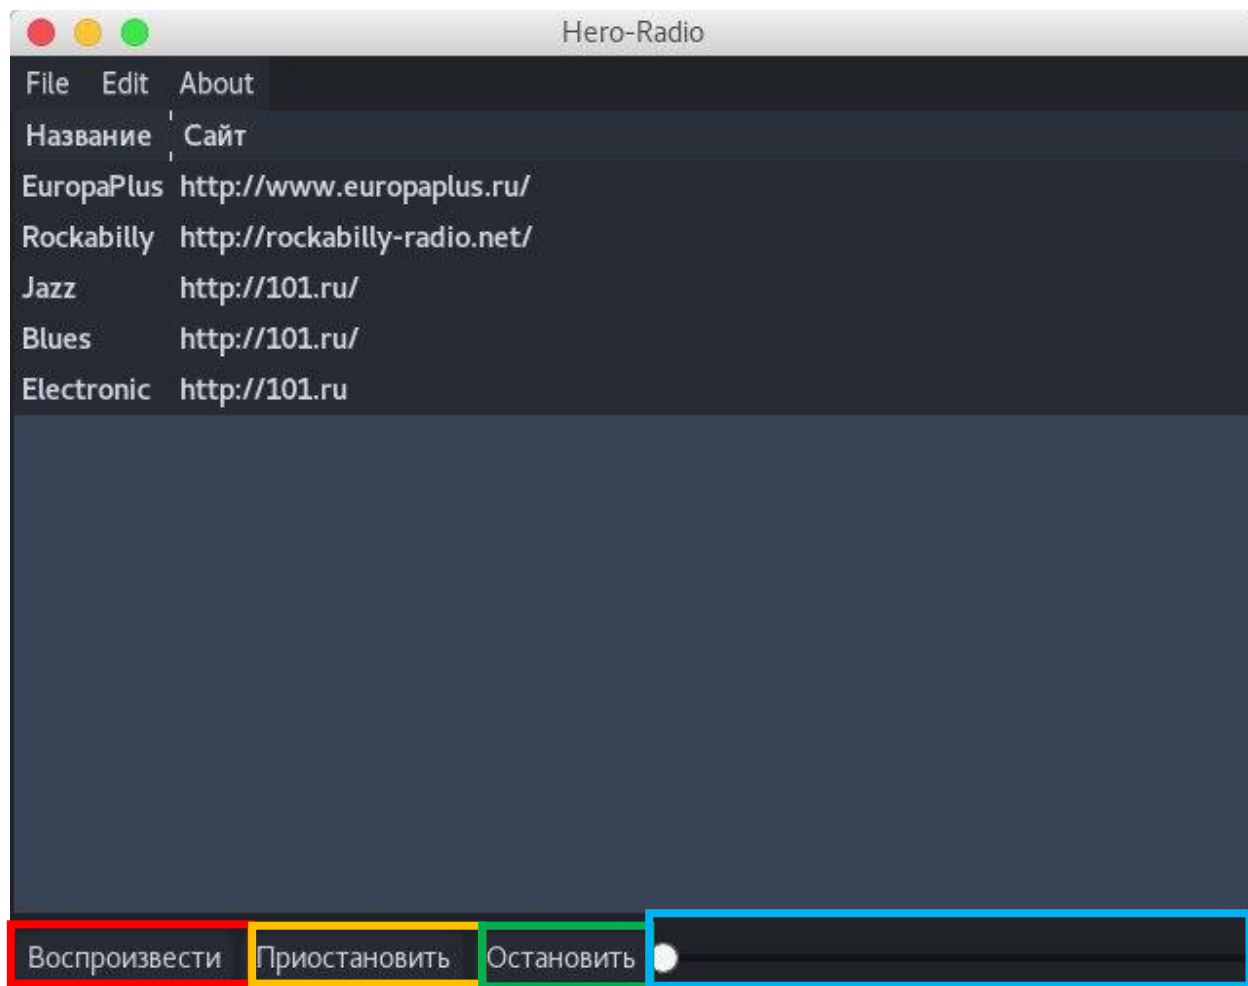 Hero-Radio
File Edit About
Название Сайт
EuropaPlus http://www.europaplus.ru/
Rockabilly http://rockabilly-radio.net/
Jazz http://101.ru/
Blues http://101.ru/
Electronic http://101.ru
Воспроизвести Приостановить Остановить